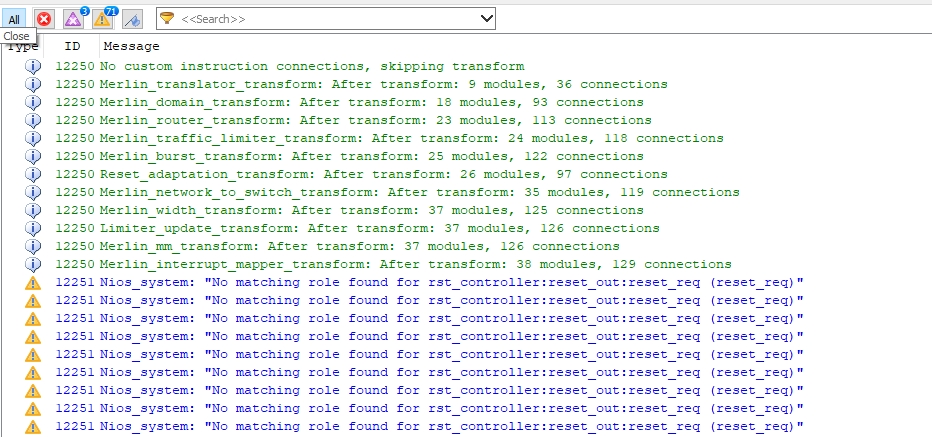 All
3
71
<<Search>>
Close
Type ID Message
12250 No custom instruction connections, skipping transform
12250 Merlin_translator_transform: After transform: 9 modules, 36 connections
12250 Merlin_domain_transform: After transform: 18 modules, 93 connections
12250 Merlin_router_transform: After transform: 23 modules, 113 connections
12250 Merlin_traffic_limiter_transform: After transform: 24 modules, 118 connections
12250 Merlin_burst_transform: After transform: 25 modules, 122 connections
12250 Reset_adaptation_transform: After transform: 26 modules, 97 connections
12250 Merlin_network_to_switch_transform: After transform: 35 modules, 119 connections
12250 Merlin_width_transform: After transform: 37 modules, 125 connections
12250 Limiter_update_transform: After transform: 37 modules, 126 connections
12250 Merlin_mm_transform: After transform: 37 modules, 126 connections
12250 Merlin_interrupt_mapper_transform: After transform: 38 modules, 129 connections
12251 Nios_system: "No matching role found for rst_controller:reset_out:reset_req (reset_req)"
12251 Nios_system: "No matching role found for rst_controller:reset_out:reset_req (reset_req)"
12251 Nios_system: "No matching role found for rst_controller:reset_out:reset_req (reset_req)"
12251 Nios_system: "No matching role found for rst_controller:reset_out:reset_req (reset_req)"
12251 Nios_system: "No matching role found for rst_controller:reset_out:reset_req (reset_req)"
12251 Nios_system: "No matching role found for rst_controller:reset_out:reset_req (reset_req)"
12251 Nios_system: "No matching role found for rst_controller:reset_out:reset_req (reset_req)"
12251 Nios_system: "No matching role found for rst_controller:reset_out:reset_req (reset_req)"
12251 Nios_system: "No matching role found for rst_controller:reset_out:reset_req (reset_req)"